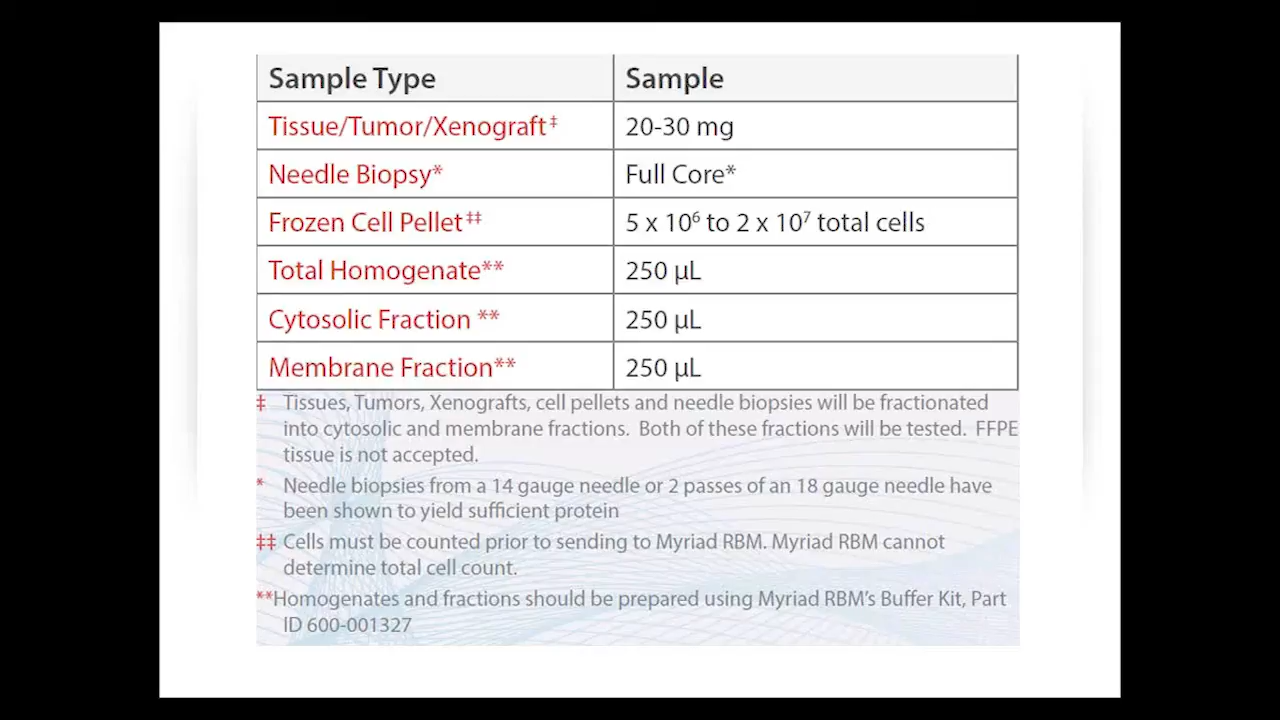 Sample Type Sample
Tissue/Tumor/Xenograft‡ 20-30 mg
Needle Biopsy* Full Core*
Frozen Cell Pellet‡‡ 5 x 10⁶ to 2 x 10⁷ total cells
Total Homogenate** 250 µL
Cytosolic Fraction ** 250 µL
Membrane Fraction** 250 µL
‡ Tissues, Tumors, Xenografts, cell pellets and needle biopsies will be fractionated
into cytosolic and membrane fractions. Both of these fractions will be tested. FFPE
tissue is not accepted.
* Needle biopsies from a 14 gauge needle or 2 passes of an 18 gauge needle have
been shown to yield sufficient protein
‡‡ Cells must be counted prior to sending to Myriad RBM. Myriad RBM cannot
determine total cell count.
**Homogenates and fractions should be prepared using Myriad RBM's Buffer Kit, Part
ID 600-001327